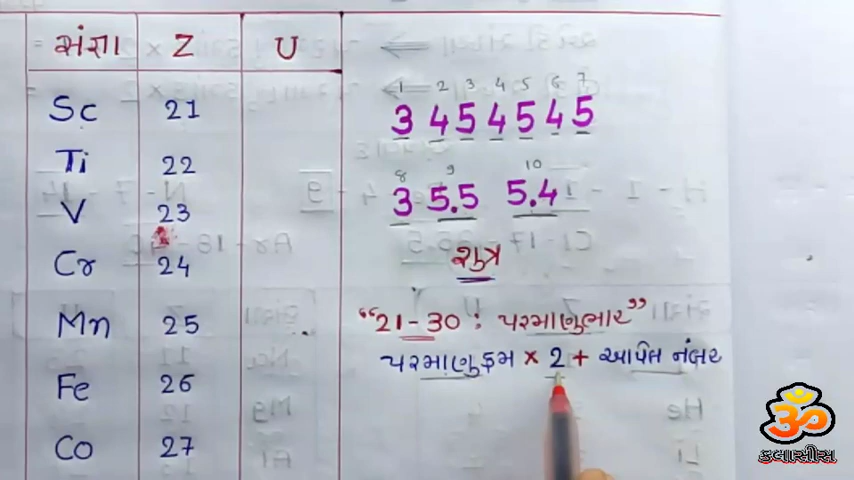 સંજ્ઞા Z U
Sc 21
Ti 22
V 23
Cr 24
Mn 25
Fe 26
Co 27
1 2 3 4 5 6 7
3 4 5 4 5 4 5
8 9 10
3 5.5 5.4
સૂત્ર
"21-30 : પરમાણુભાર"
પરમાણુક્રમ × 2 + આપેલ નંબર
ૐ
કલાસીસ